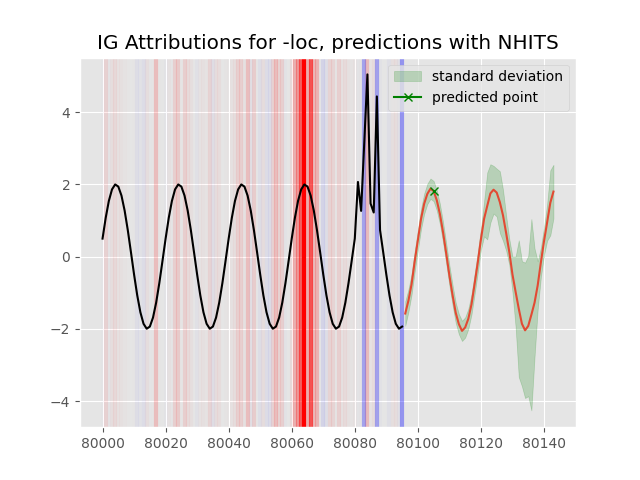 IG Attributions for -loc, predictions with NHITS
standard deviation
predicted point
4
2
0
−2
−4
80000 80020 80040 80060 80080 80100 80120 80140